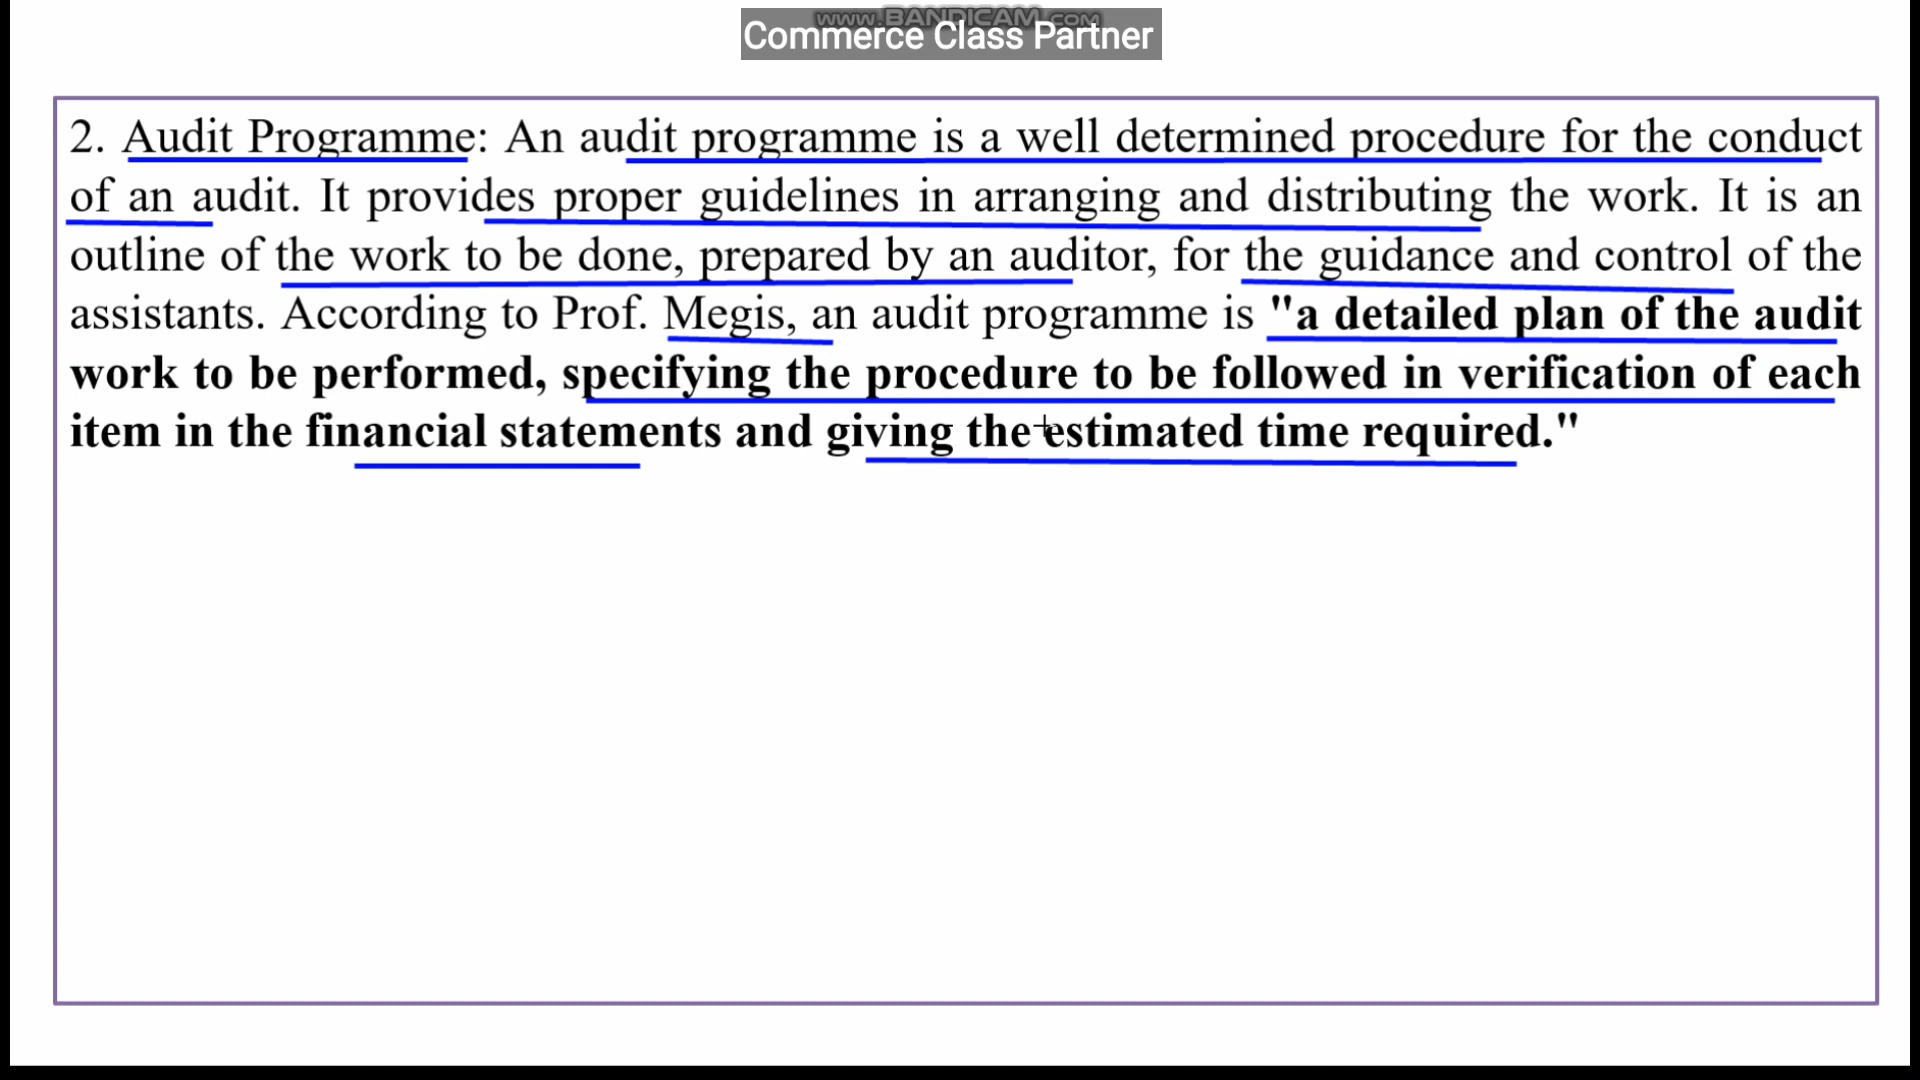 www.BANDICAM.COM
Commerce Class Partner
2. Audit Programme: An audit programme is a well determined procedure for the conduct
of an audit. It provides proper guidelines in arranging and distributing the work. It is an
outline of the work to be done, prepared by an auditor, for the guidance and control of the
assistants. According to Prof. Megis, an audit programme is "a detailed plan of the audit
work to be performed, specifying the procedure to be followed in verification of each
item in the financial statements and giving the estimated time required."